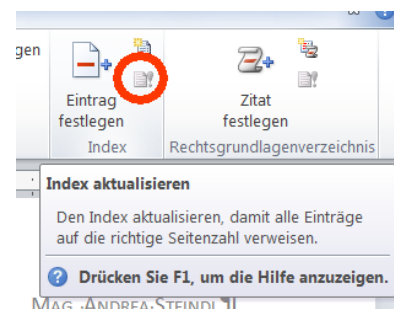 gen
Eintrag
festlegen
Index
Zitat
festlegen
Rechtsgrundlagenverzeichnis
Index aktualisieren
Den Index aktualisieren, damit alle Einträge
auf die richtige Seitenzahl verweisen.
Drücken Sie F1, um die Hilfe anzuzeigen.
MAG.·ANDREA·STEINDL¶